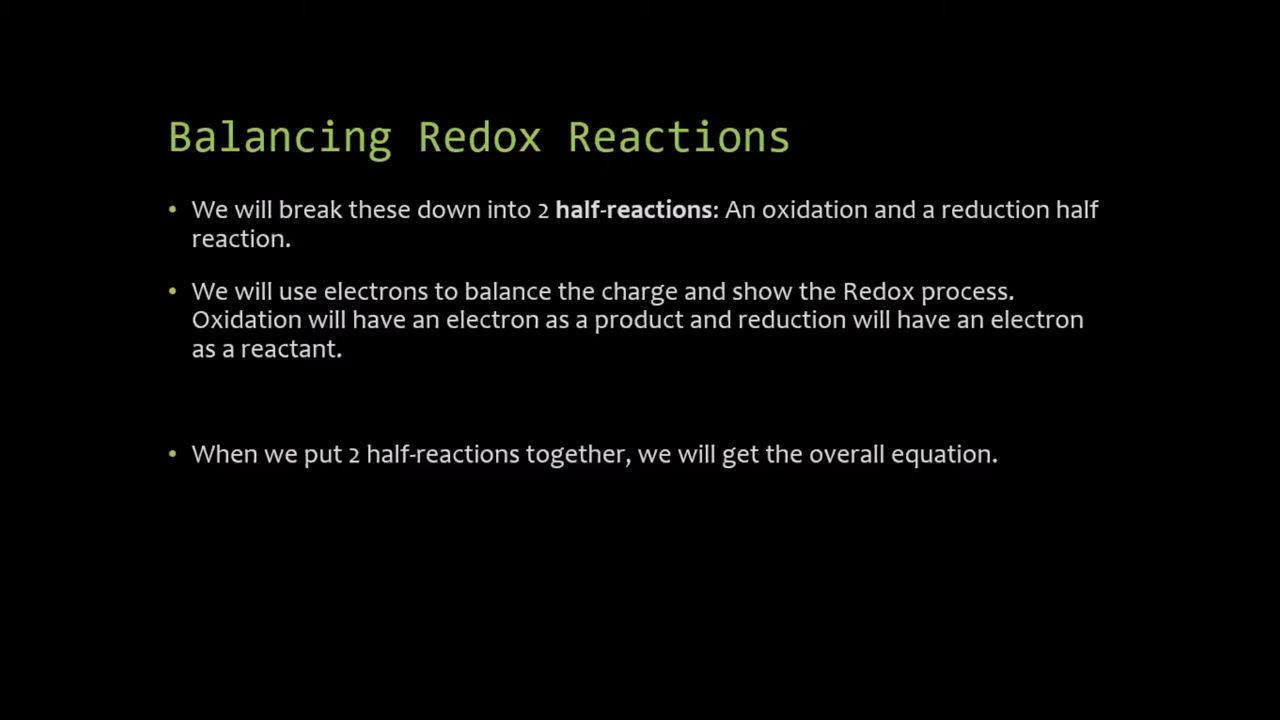 Balancing Redox Reactions
• We will break these down into 2 half-reactions: An oxidation and a reduction half
reaction.
• We will use electrons to balance the charge and show the Redox process.
Oxidation will have an electron as a product and reduction will have an electron
as a reactant.
• When we put 2 half-reactions together, we will get the overall equation.